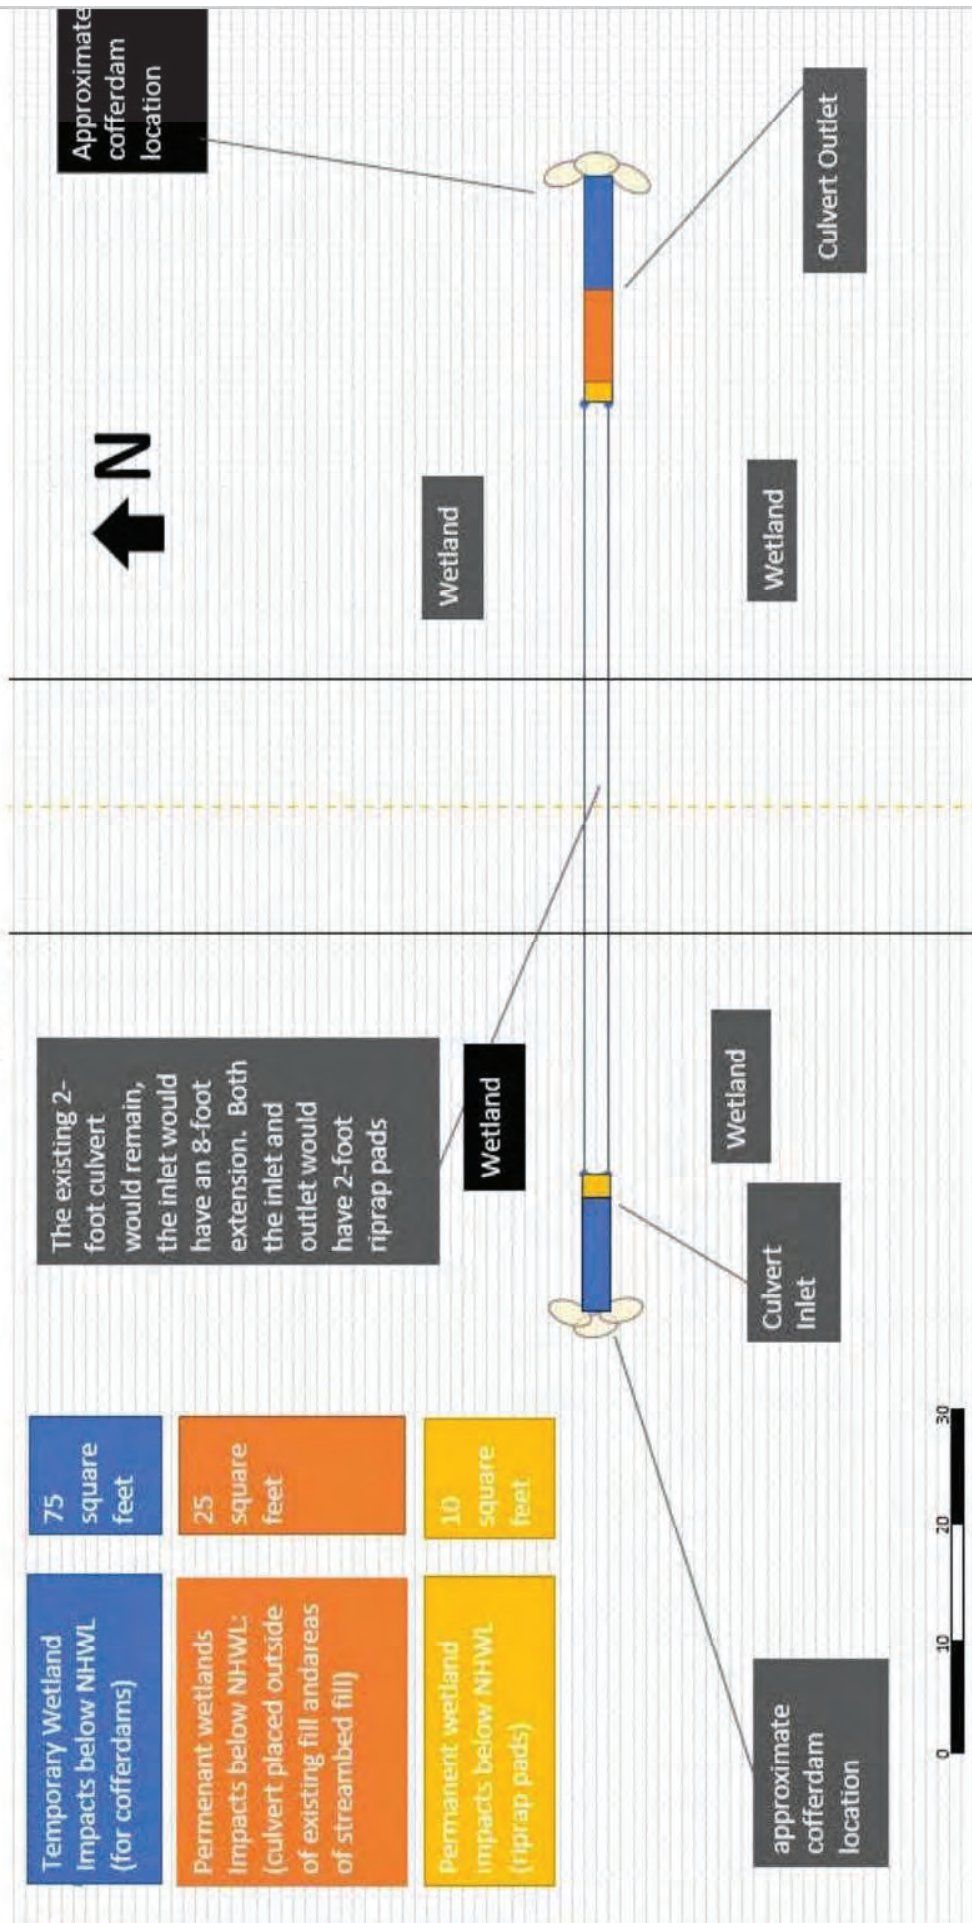 Temporary Wetland
Impacts below NHWL
(for cofferdams)
75
square
feet
Permenant wetlands
Impacts below NHWL:
(culvert placed outside
of existing fill andareas
of streambed fill)
25
square
feet
Permanent wetland
impacts below NHWL
(riprap pads)
10
square
feet
The existing 2-
foot culvert
would remain,
the inlet would
have an 8-foot
extension. Both
the inlet and
outlet would
have 2-foot
riprap pads
N
Approximate
cofferdam
location
Wetland
Wetland
Wetland
Wetland
Culvert
Inlet
Culvert Outlet
approximate
cofferdam
location
0 10 20 30